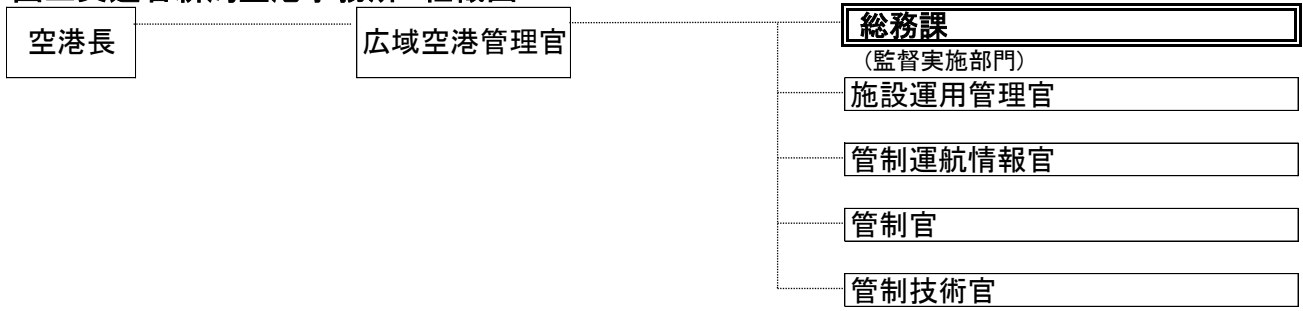 空港長
広域空港管理官
総務課
（監督実施部門）
施設運用管理官
管制運航情報官
管制官
管制技術官